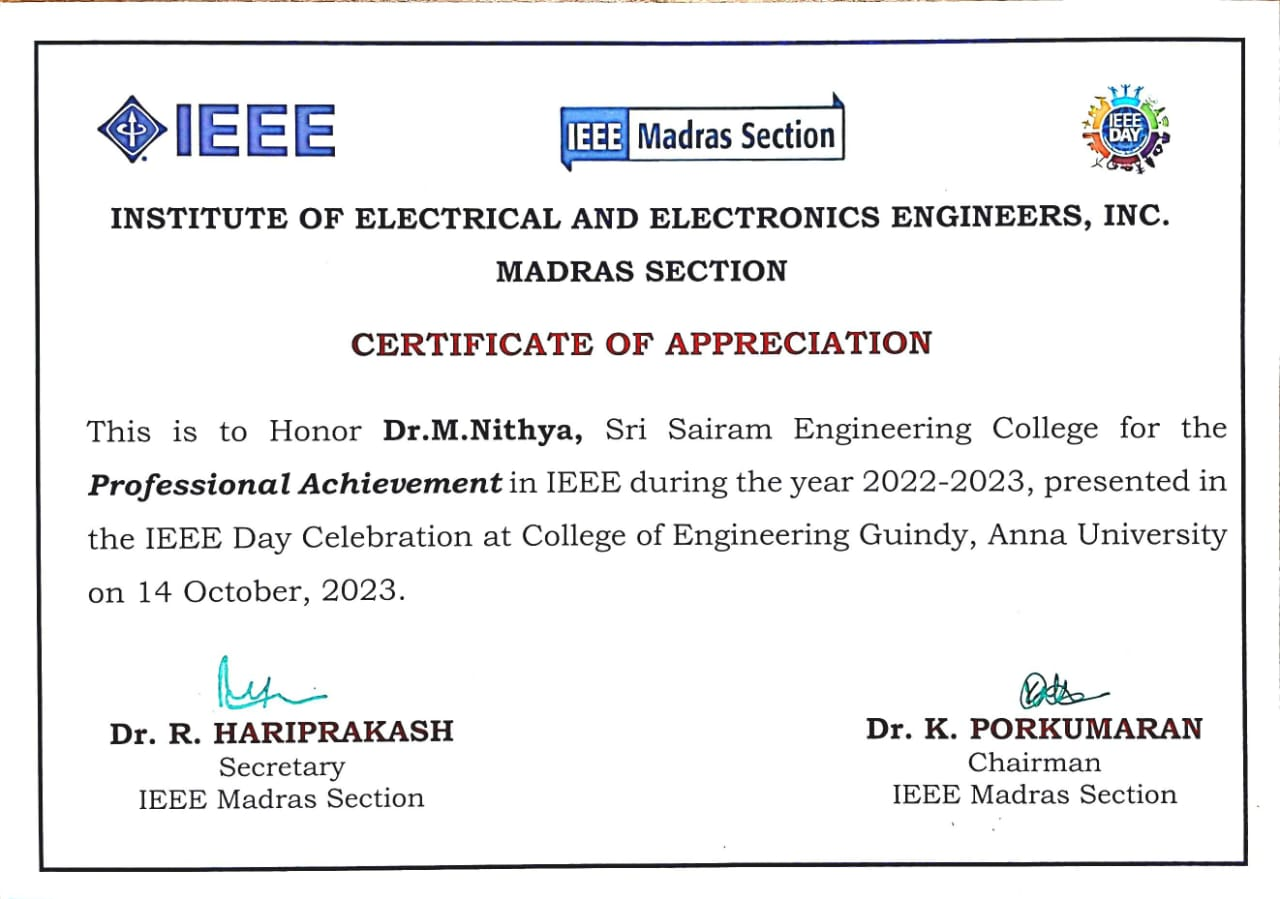 IEEE
IEEE Madras Section
IEEE DAY
INSTITUTE OF ELECTRICAL AND ELECTRONICS ENGINEERS, INC.
MADRAS SECTION
CERTIFICATE OF APPRECIATION
This is to Honor Dr.M.Nithya, Sri Sairam Engineering College for the
Professional Achievement in IEEE during the year 2022-2023, presented in
the IEEE Day Celebration at College of Engineering Guindy, Anna University
on 14 October, 2023.
Dr. R. HARIPRAKASH
Secretary
IEEE Madras Section
Dr. K. PORKUMARAN
Chairman
IEEE Madras Section